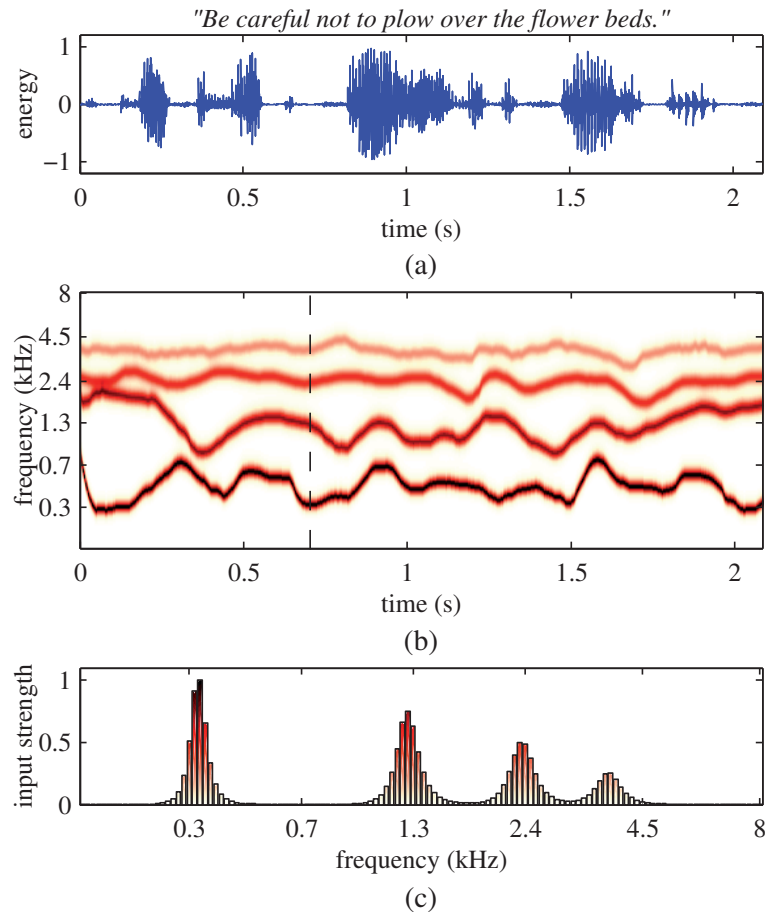 "Be careful not to plow over the flower beds."
energy
1
0
−1
0 0.5 1 1.5 2
time (s)
(a)
frequency (kHz)
8
4.5
2.4
1.3
0.7
0.3
0 0.5 1 1.5 2
time (s)
(b)
input strength
1
0.5
0
0.3 0.7 1.3 2.4 4.5 8
frequency (kHz)
(c)